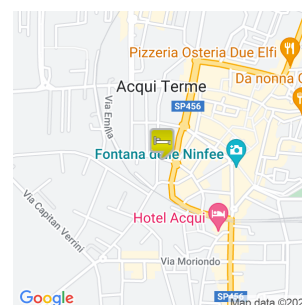 Pizzeria Osteria Due Elfi
Da nonna C
Acqui Terme
SP456
Via Emilia
Fontana delle Ninfee
Via Capitan Verrini
Hotel Acqui
Via Moriondo
Google
SP456
Map data ©202